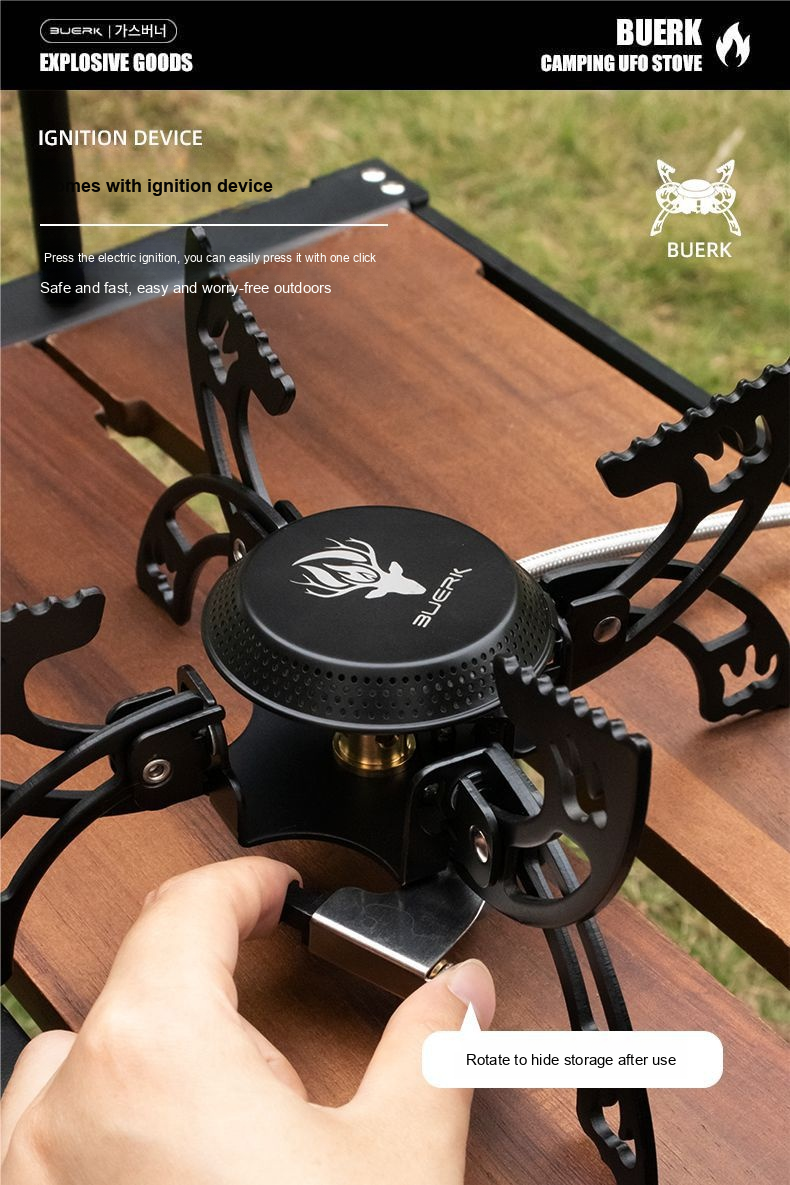 BUERK | 가스버너
EXPLOSIVE GOODS
BUERK
CAMPING UFO STOVE
IGNITION DEVICE
with ignition device
BUERK
Press the electric ignition, you can easily press it with one click
Safe and fast, easy and worry-free outdoors
BUERK
Rotate to hide storage after use